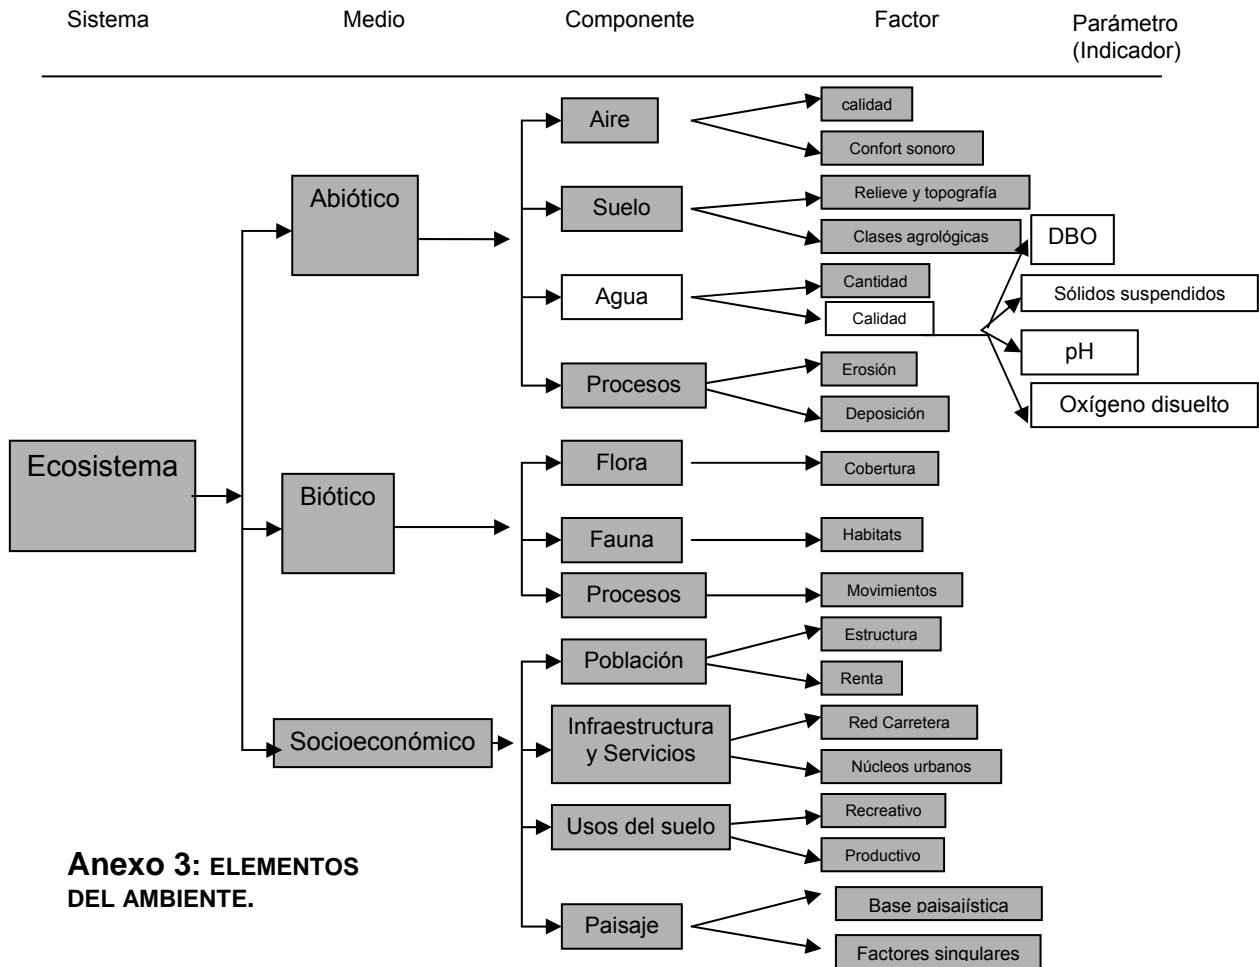 Sistema
Medio
Componente
Factor
Parámetro
(Indicador)
Aire
calidad
Confort sonoro
Abiótico
Suelo
Relieve y topografía
Clases agrológicas
DBO
Agua
Cantidad
Calidad
Sólidos suspendidos
pH
Procesos
Erosión
Deposición
Oxígeno disuelto
Ecosistema
Biótico
Flora
Cobertura
Fauna
Habitats
Procesos
Movimientos
Población
Estructura
Renta
Socioeconómico
Infraestructura
y Servicios
Red Carretera
Núcleos urbanos
Usos del suelo
Recreativo
Productivo
Anexo 3: ELEMENTOS
DEL AMBIENTE.
Paisaje
Base paisajística
Factores singulares